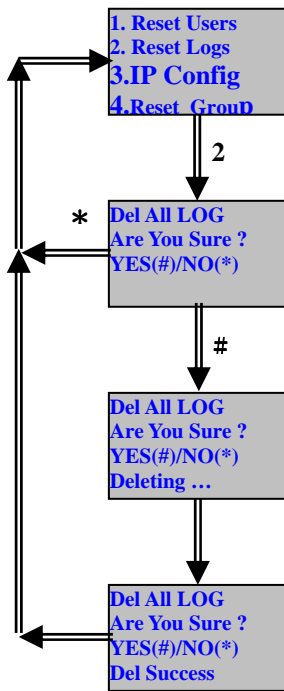 1. Reset Users
2. Reset Logs
3.IP Config
4.Reset Group
2
*
Del All LOG
Are You Sure ?
YES(#)/NO(*)
#
Del All LOG
Are You Sure ?
YES(#)/NO(*)
Deleting …
Del All LOG
Are You Sure ?
YES(#)/NO(*)
Del Success